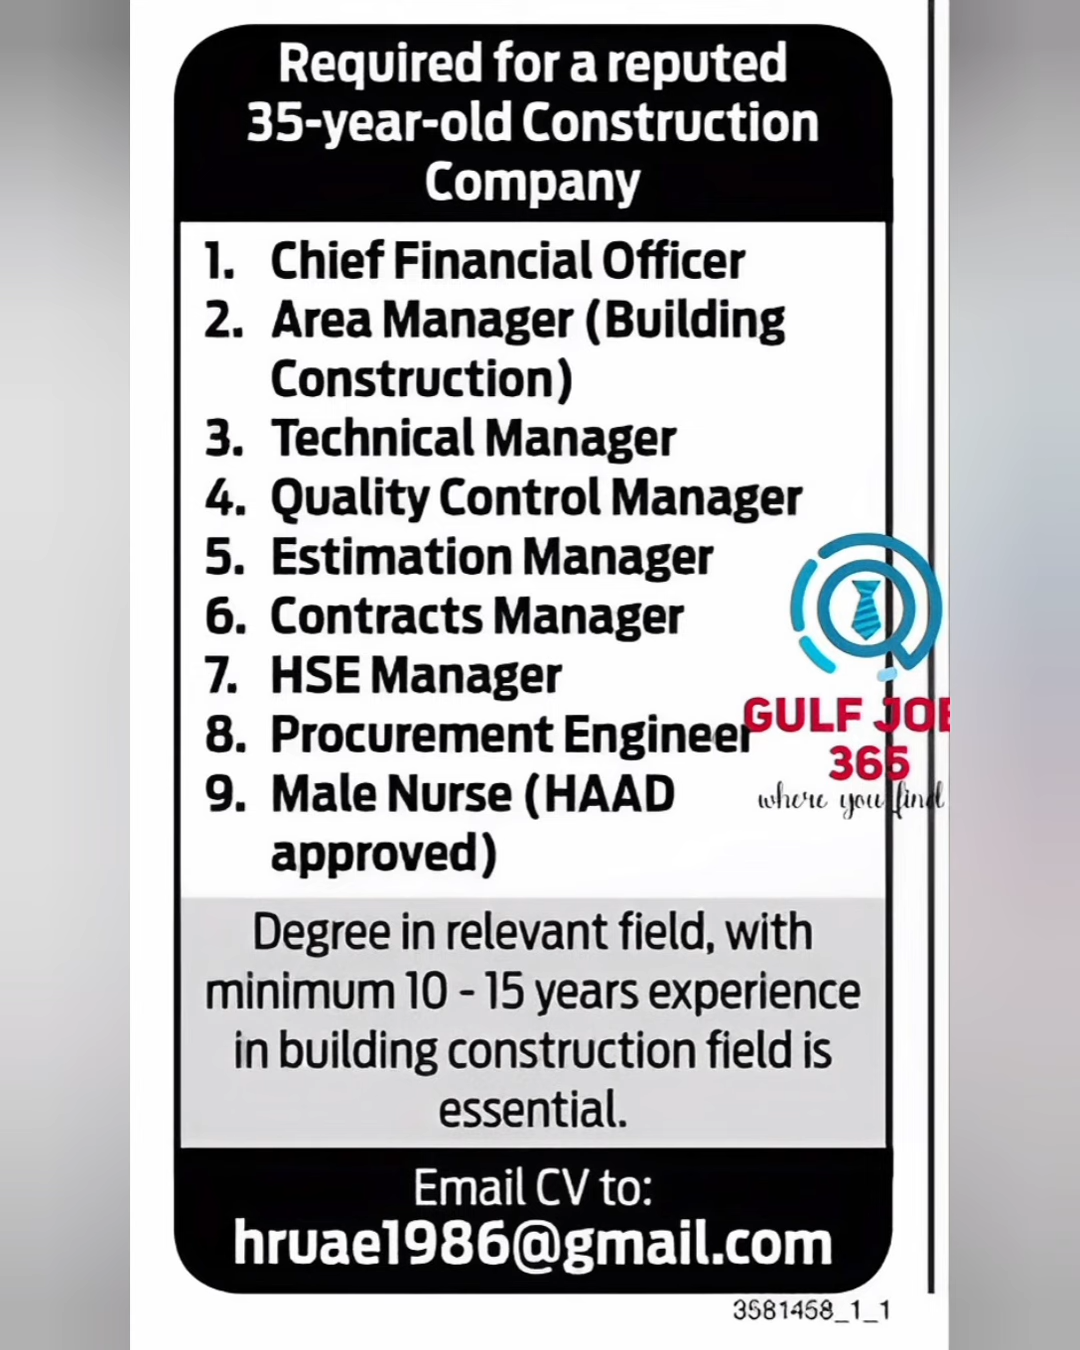 Required for a reputed
35-year-old Construction
Company
1. Chief Financial Officer
2. Area Manager (Building
Construction)
3. Technical Manager
4. Quality Control Manager
5. Estimation Manager
6. Contracts Manager
7. HSE Manager
8. Procurement Engineer
9. Male Nurse (HAAD
approved)
GULF JOB
365
where you find
Degree in relevant field, with
minimum 10 - 15 years experience
in building construction field is
essential.
Email CV to:
hruae1986@gmail.com
3581458_1_1